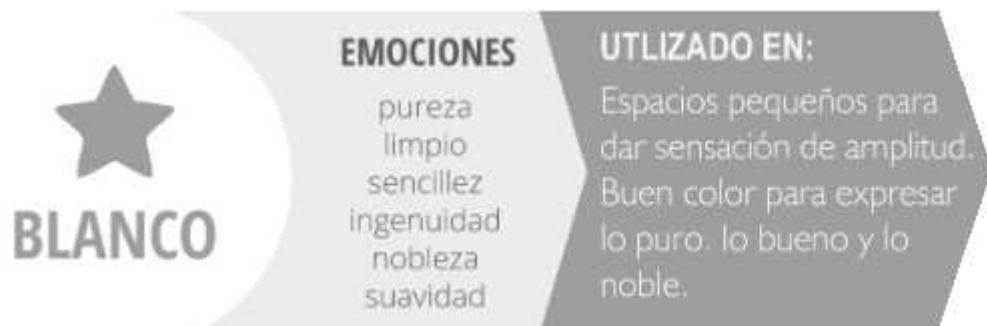 BLANCO
EMOCIONES
pureza
limpio
sencillez
ingenuidad
nobleza
suavidad
UTLIZADO EN:
Espacios pequeños para
dar sensación de amplitud.
Buen color para expresar
lo puro. lo bueno y lo
noble.